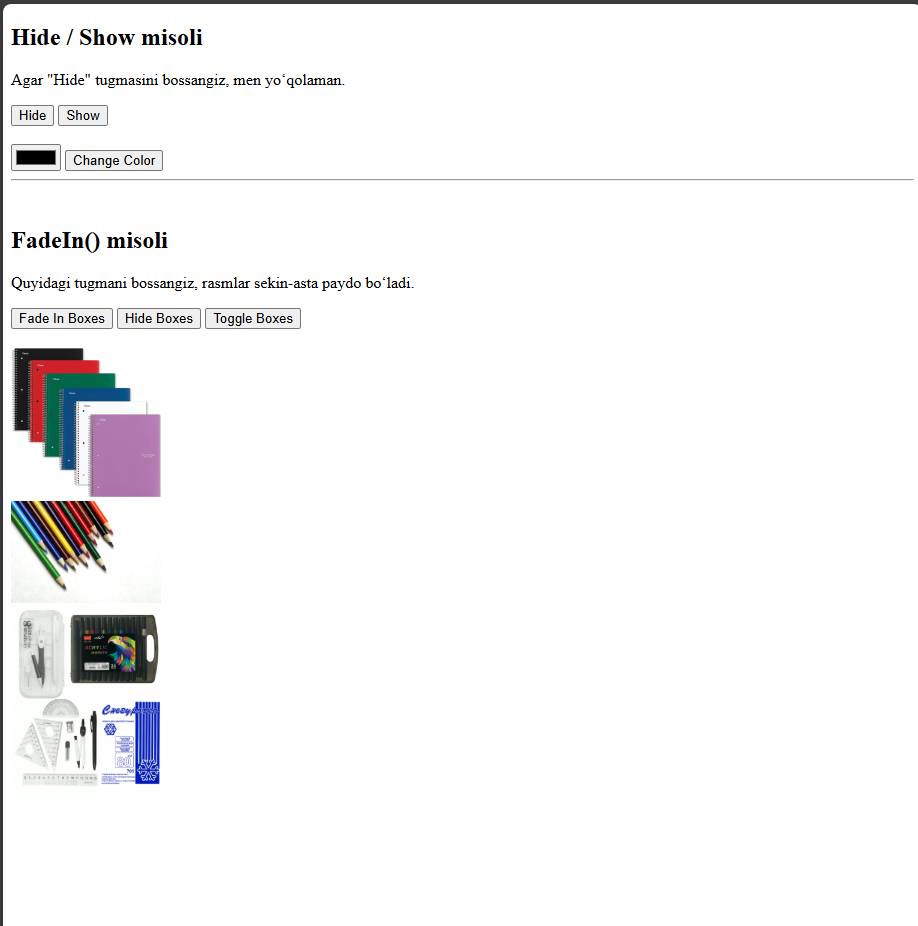 Hide / Show misoli
Agar "Hide" tugmasini bossangiz, men yoʻqolaman.
Hide Show
Change Color
FadeIn() misoli
Quyidagi tugmani bossangiz, rasmlar sekin-asta paydo boʻladi.
Fade In Boxes Hide Boxes Toggle Boxes
ACRYLIC